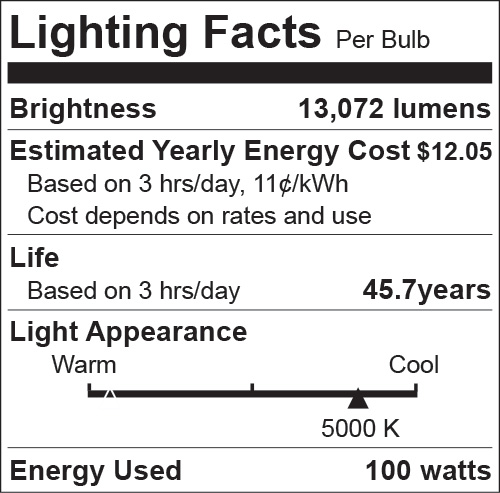 Lighting Facts Per Bulb
Brightness 13,072 lumens
Estimated Yearly Energy Cost $12.05
Based on 3 hrs/day, 11¢/kWh
Cost depends on rates and use
Life
Based on 3 hrs/day 45.7years
Light Appearance
Warm Cool
5000 K
Energy Used 100 watts